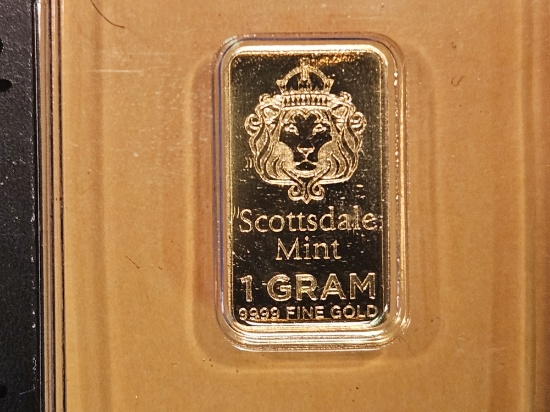 Scottsdale
Mint
1 GRAM
9999 FINE GOLD